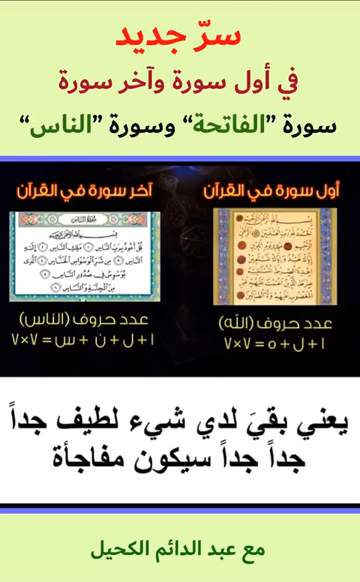 سرّ جديد
في أول سورة وآخر سورة
سورة ”الفاتحة“ وسورة ”الناس“
أول سورة في القرآن
آخر سورة في القرآن
عدد حروف (الله)
ا + ل + ه = ٧×٧
عدد حروف (الناس)
ا + ل + ن + س = ٧×٧
يعني بقيَ لدي شيء لطيف جداً
جداً جداً سيكون مفاجأة
مع عبد الدائم الكحيل